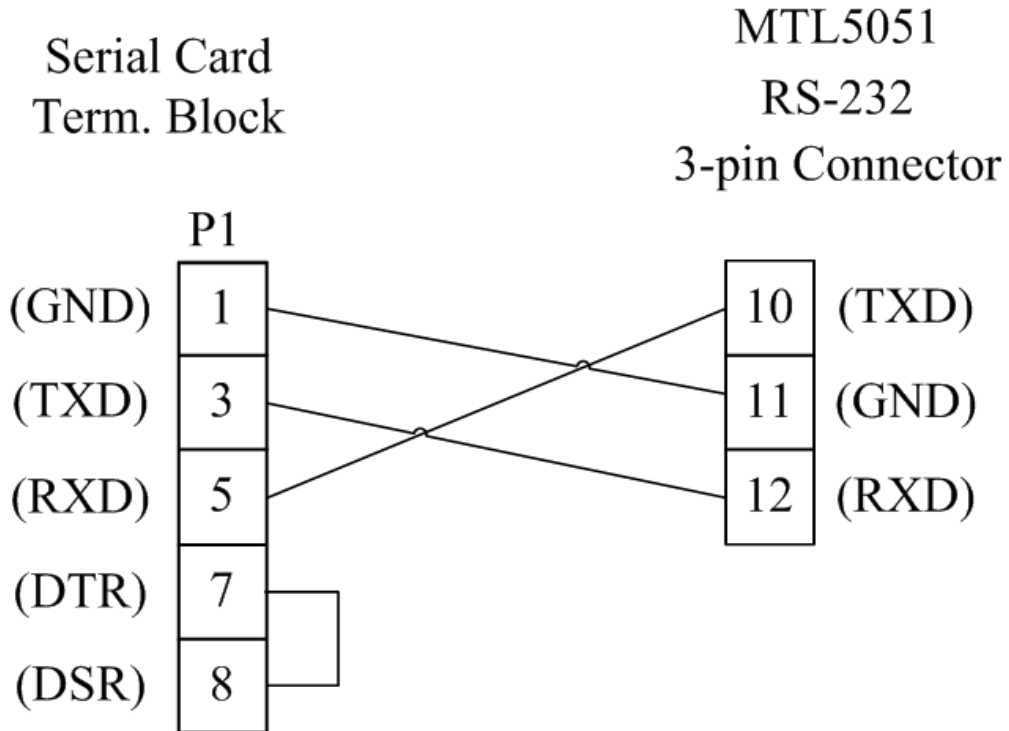 Serial Card
Term. Block
MTL5051
RS-232
3-pin Connector
P1
(GND) 1
(TXD) 3
(RXD) 5
(DTR) 7
(DSR) 8
10 (TXD)
11 (GND)
12 (RXD)